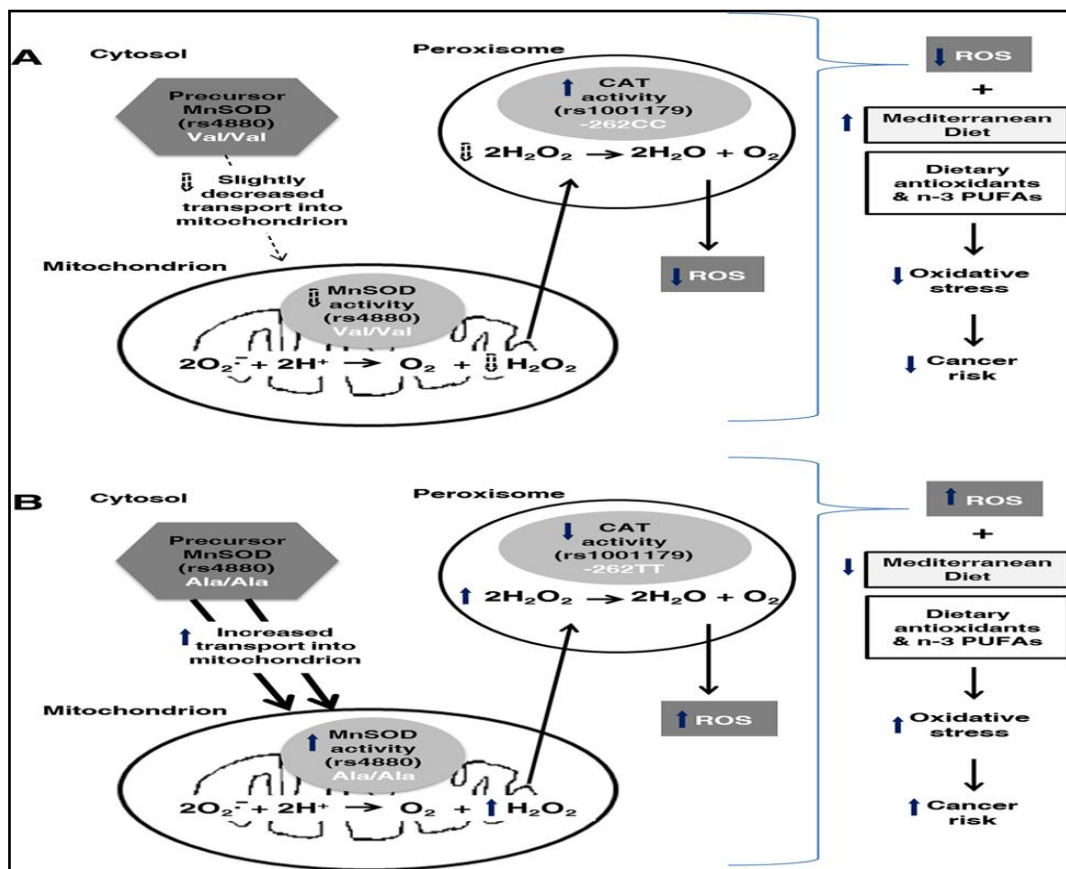 A
Cytosol
Precursor
MnSOD
(rs4880)
Val/Val
Slightly
decreased
transport into
mitochondrion
Mitochondrion
MnSOD
activity
(rs4880)
Val/Val
2O₂·⁻ + 2H⁺ → O₂ + ⇩ H₂O₂
Peroxisome
↑ CAT
activity
(rs1001179)
-262CC
⇩ 2H₂O₂ → 2H₂O + O₂
↓ ROS
↓ ROS
+
↑ Mediterranean
Diet
Dietary
antioxidants
& n-3 PUFAs
↓ Oxidative
stress
↓ Cancer
risk
B
Cytosol
Precursor
MnSOD
(rs4880)
Ala/Ala
↑ Increased
transport into
mitochondrion
Mitochondrion
↑ MnSOD
activity
(rs4880)
Ala/Ala
2O₂·⁻ + 2H⁺ → O₂ + ↑ H₂O₂
Peroxisome
↓ CAT
activity
(rs1001179)
-262TT
↑ 2H₂O₂ → 2H₂O + O₂
↑ ROS
↑ ROS
+
↓ Mediterranean
Diet
Dietary
antioxidants
& n-3 PUFAs
↑ Oxidative
stress
↑ Cancer
risk